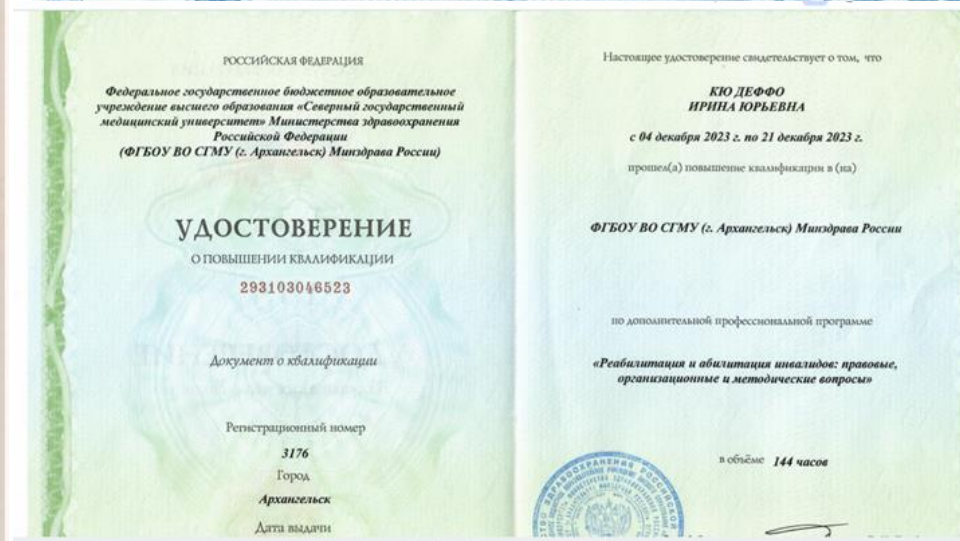 РОССИЙСКАЯ ФЕДЕРАЦИЯ
Федеральное государственное бюджетное образовательное
учреждение высшего образования «Северный государственный
медицинский университет» Министерства здравоохранения
Российской Федерации
(ФГБОУ ВО СГМУ (г. Архангельск) Минздрава России)
УДОСТОВЕРЕНИЕ
О ПОВЫШЕНИИ КВАЛИФИКАЦИИ
293103046523
Документ о квалификации
Регистрационный номер
3176
Город
Архангельск
Дата выдачи
Настоящее удостоверение свидетельствует о том, что
КЮ ДЕФФО
ИРИНА ЮРЬЕВНА
с 04 декабря 2023 г. по 21 декабря 2023 г.
прошел(а) повышение квалификации в (на)
ФГБОУ ВО СГМУ (г. Архангельск) Минздрава России
по дополнительной профессиональной программе
«Реабилитация и абилитация инвалидов: правовые,
организационные и методические вопросы»
в объёме 144 часов